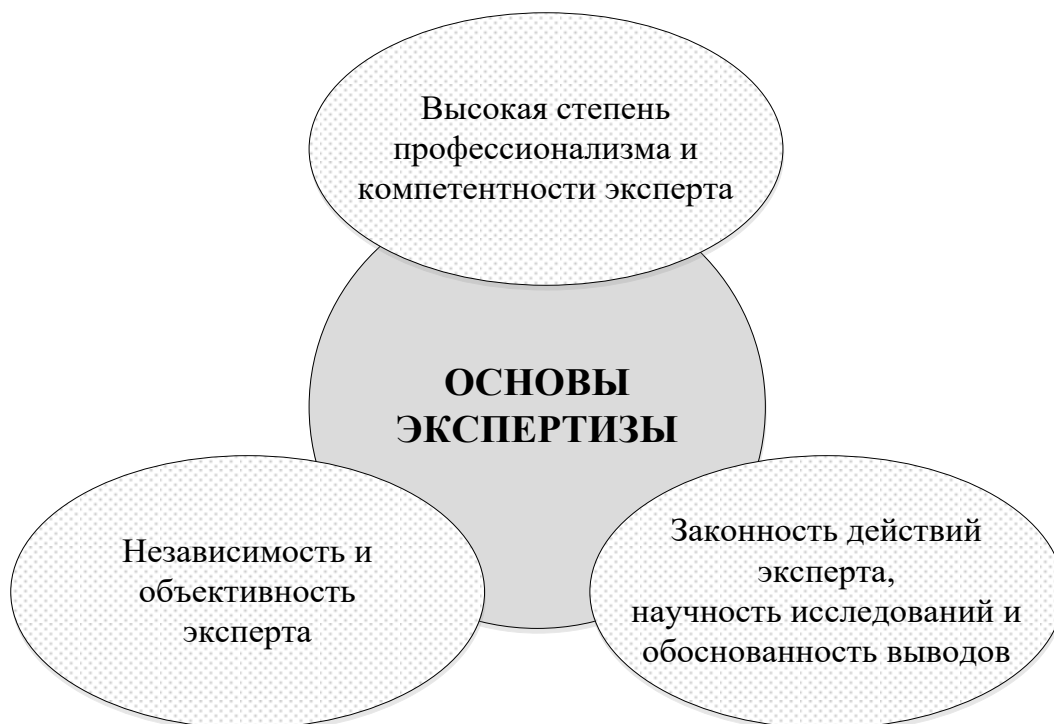 Высокая степень
профессионализма и
компетентности эксперта
ОСНОВЫ
ЭКСПЕРТИЗЫ
Независимость и
объективность
эксперта
Законность действий
эксперта,
научность исследований и
обоснованность выводов